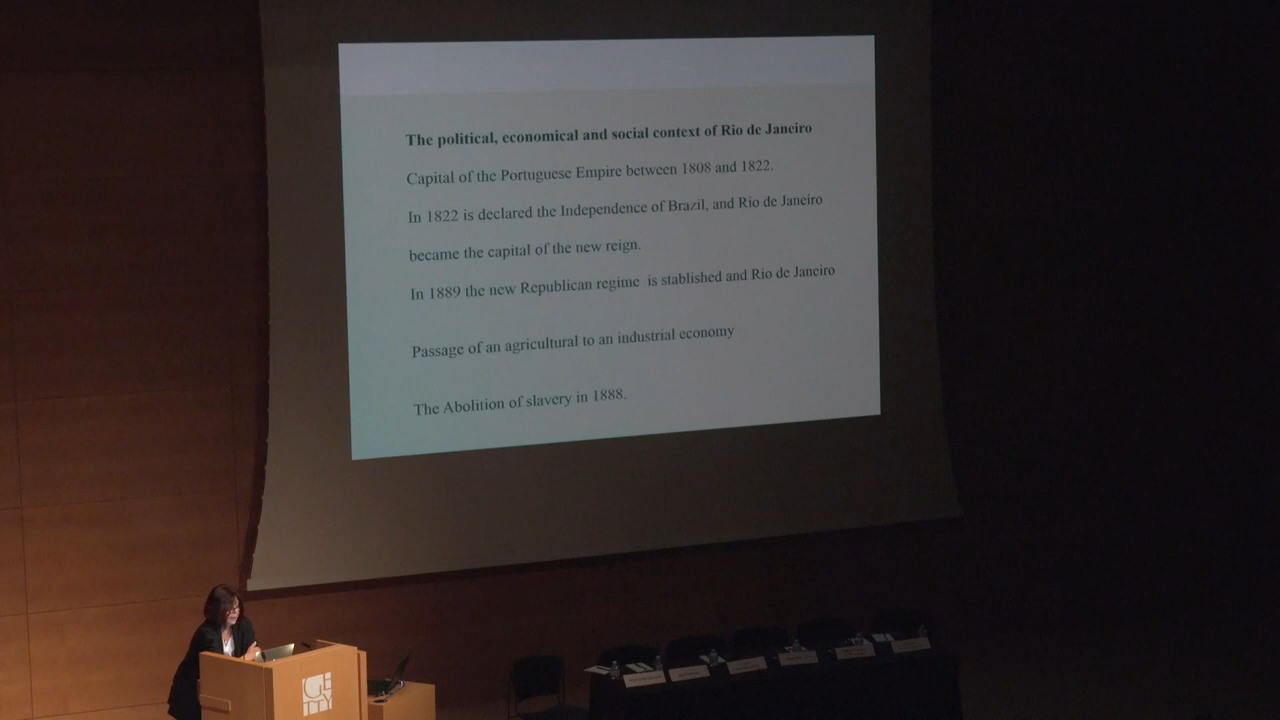 The political, economical and social context of Rio de Janeiro
Capital of the Portuguese Empire between 1808 and 1822.
In 1822 is declared the Independence of Brazil, and Rio de Janeiro
became the capital of the new reign.
In 1889 the new Republican regime is stablished and Rio de Janeiro
Passage of an agricultural to an industrial economy
The Abolition of slavery in 1888.
GETTY